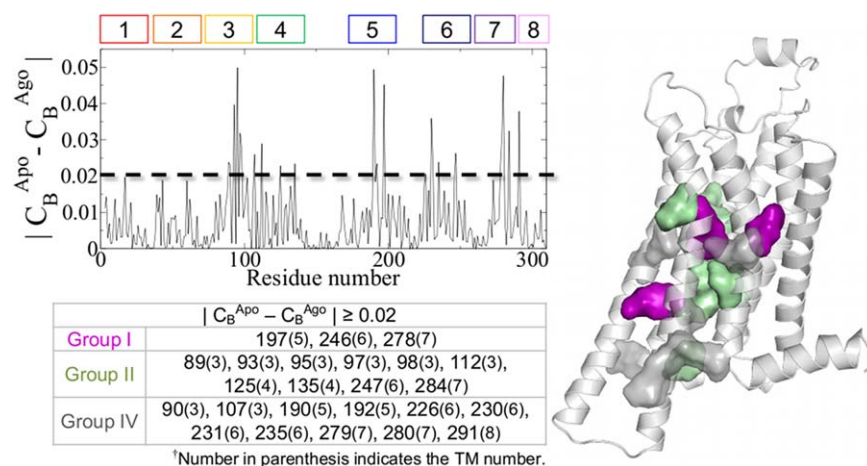 1 2 3 4 5 6 7 8
| C_B^Apo - C_B^Ago |
0.05
0.04
0.03
0.02
0.01
0
0 100 200 300
Residue number
| C_B^Apo – C_B^Ago | ≥ 0.02
Group I 197(5), 246(6), 278(7)
Group II 89(3), 93(3), 95(3), 97(3), 98(3), 112(3),
125(4), 135(4), 247(6), 284(7)
Group IV 90(3), 107(3), 190(5), 192(5), 226(6), 230(6),
231(6), 235(6), 279(7), 280(7), 291(8)
†Number in parenthesis indicates the TM number.